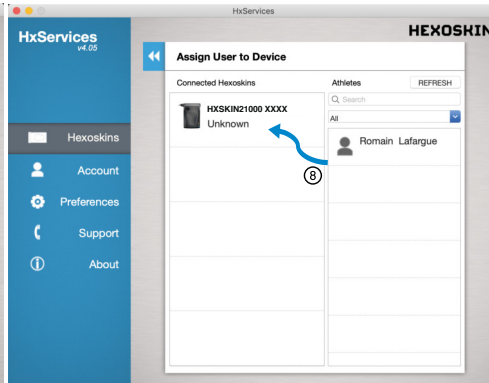 HxServices
HxServices
v4.05
HEXOSKIN
Assign User to Device
Connected Hexoskins
Athletes
REFRESH
HXSKIN21000 XXXX
Unknown
Search
All
Romain Lafargue
8
Hexoskins
Account
Preferences
Support
About